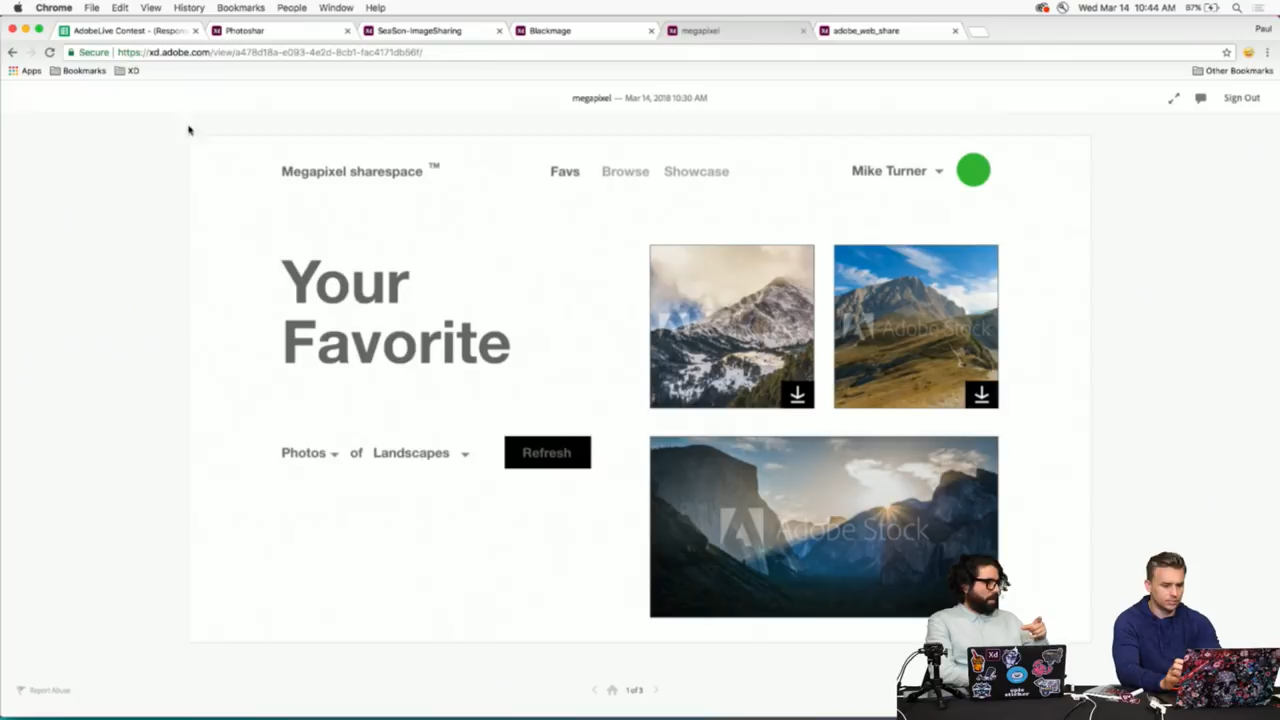 Chrome File Edit View History Bookmarks People Window Help Wed Mar 14 10:44 AM 87%
AdobeLive Contest - (Respon Photoshar SeaSon-ImageSharing Blackmage megapixel adobe_web_share Paul
Secure https://xd.adobe.com/view/a478d18a-e093-4e2d-8cb1-fac4171db56f/
Apps Bookmarks XD Other Bookmarks
megapixel — Mar 14, 2018 10:30 AM Sign Out
Megapixel sharespace ™ Favs Browse Showcase Mike Turner
Your
Favorite
Adobe Stock
Photos of Landscapes Refresh
Adobe Stock
Xd
Report Abuse 1 of 3